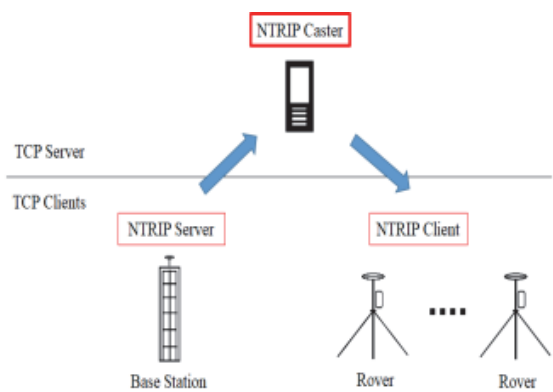 NTRIP Caster
TCP Server
TCP Clients
NTRIP Server
NTRIP Client
Base Station
Rover
Rover